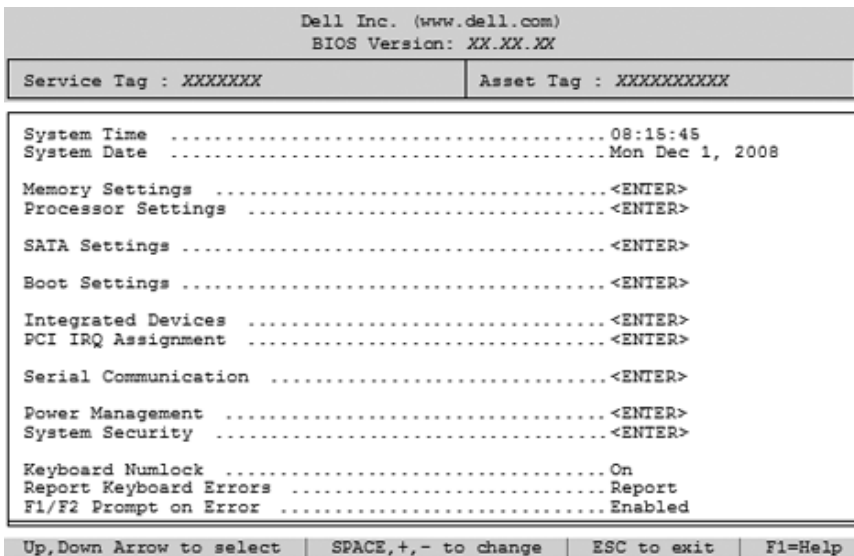 Dell Inc. (www.dell.com)
BIOS Version: XX.XX.XX
Service Tag : XXXXXXX Asset Tag : XXXXXXXXXX
System Time ......................................08:15:45
System Date ......................................Mon Dec 1, 2008
Memory Settings ..................................<ENTER>
Processor Settings ...............................<ENTER>
SATA Settings .....................................<ENTER>
Boot Settings .....................................<ENTER>
Integrated Devices ...............................<ENTER>
PCI IRQ Assignment ...............................<ENTER>
Serial Communication .............................<ENTER>
Power Management .................................<ENTER>
System Security ..................................<ENTER>
Keyboard Numlock .................................On
Report Keyboard Errors ...........................Report
F1/F2 Prompt on Error ............................Enabled
Up,Down Arrow to select | SPACE,+,- to change | ESC to exit | F1=Help